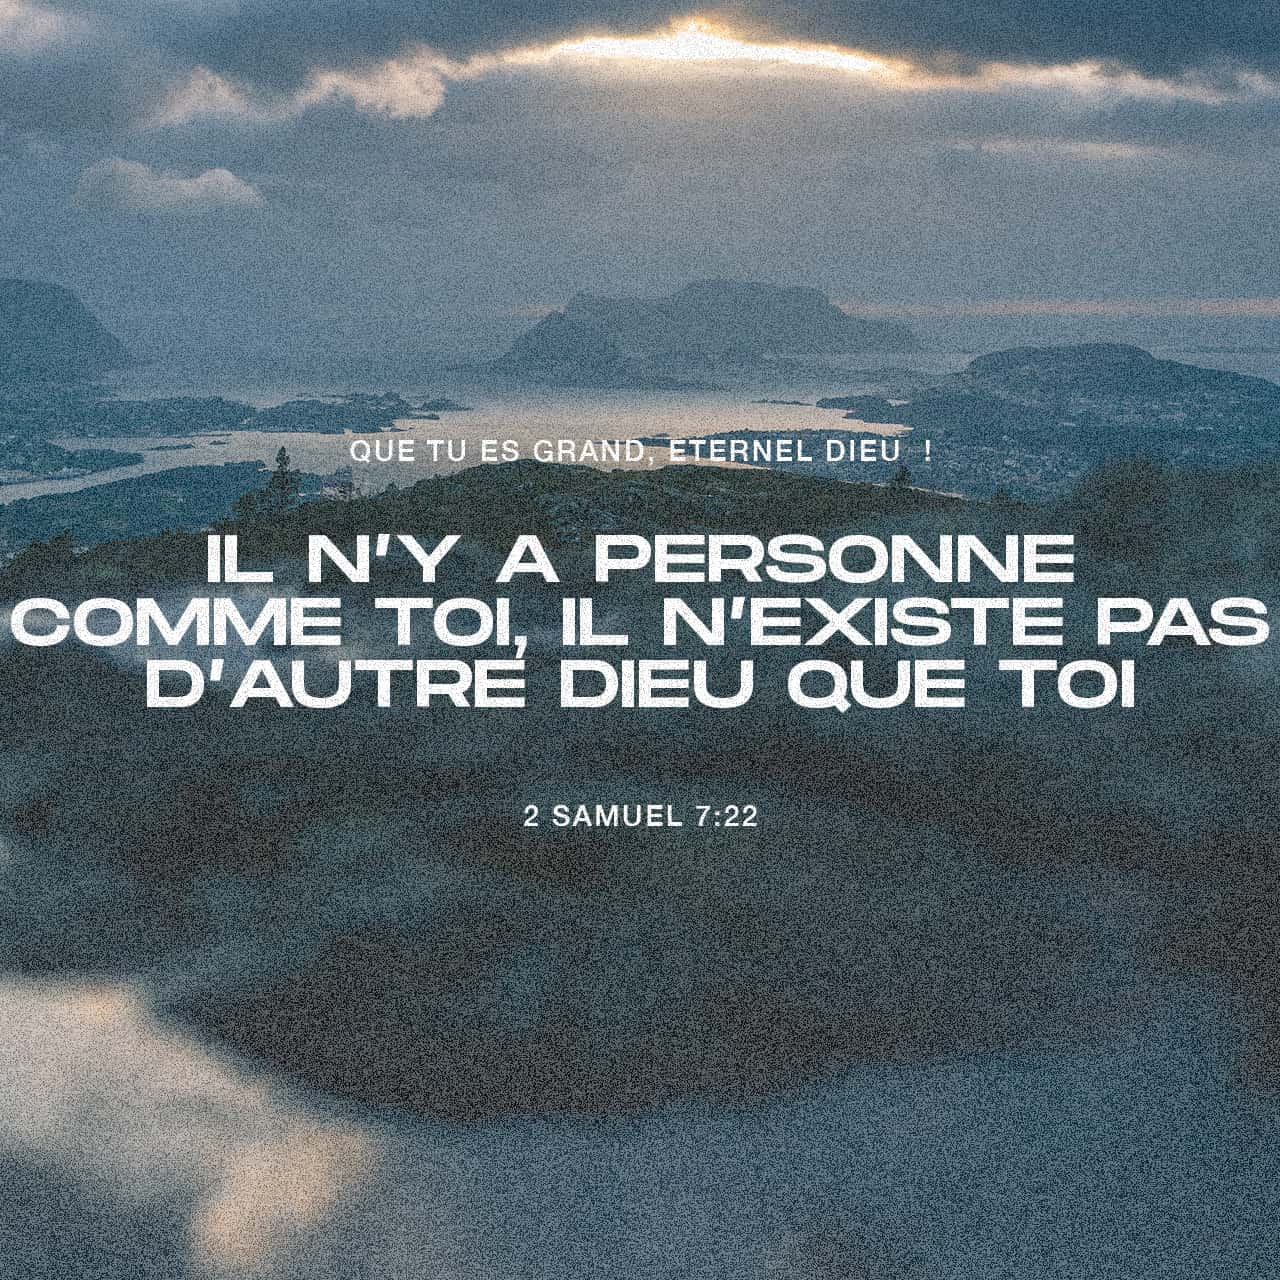 QUE TU ES GRAND, ETERNEL DIEU  !
IL N'Y A PERSONNE
COMME TOI, IL N'EXISTE PAS
D'AUTRE DIEU QUE TOI
2 SAMUEL 7:22